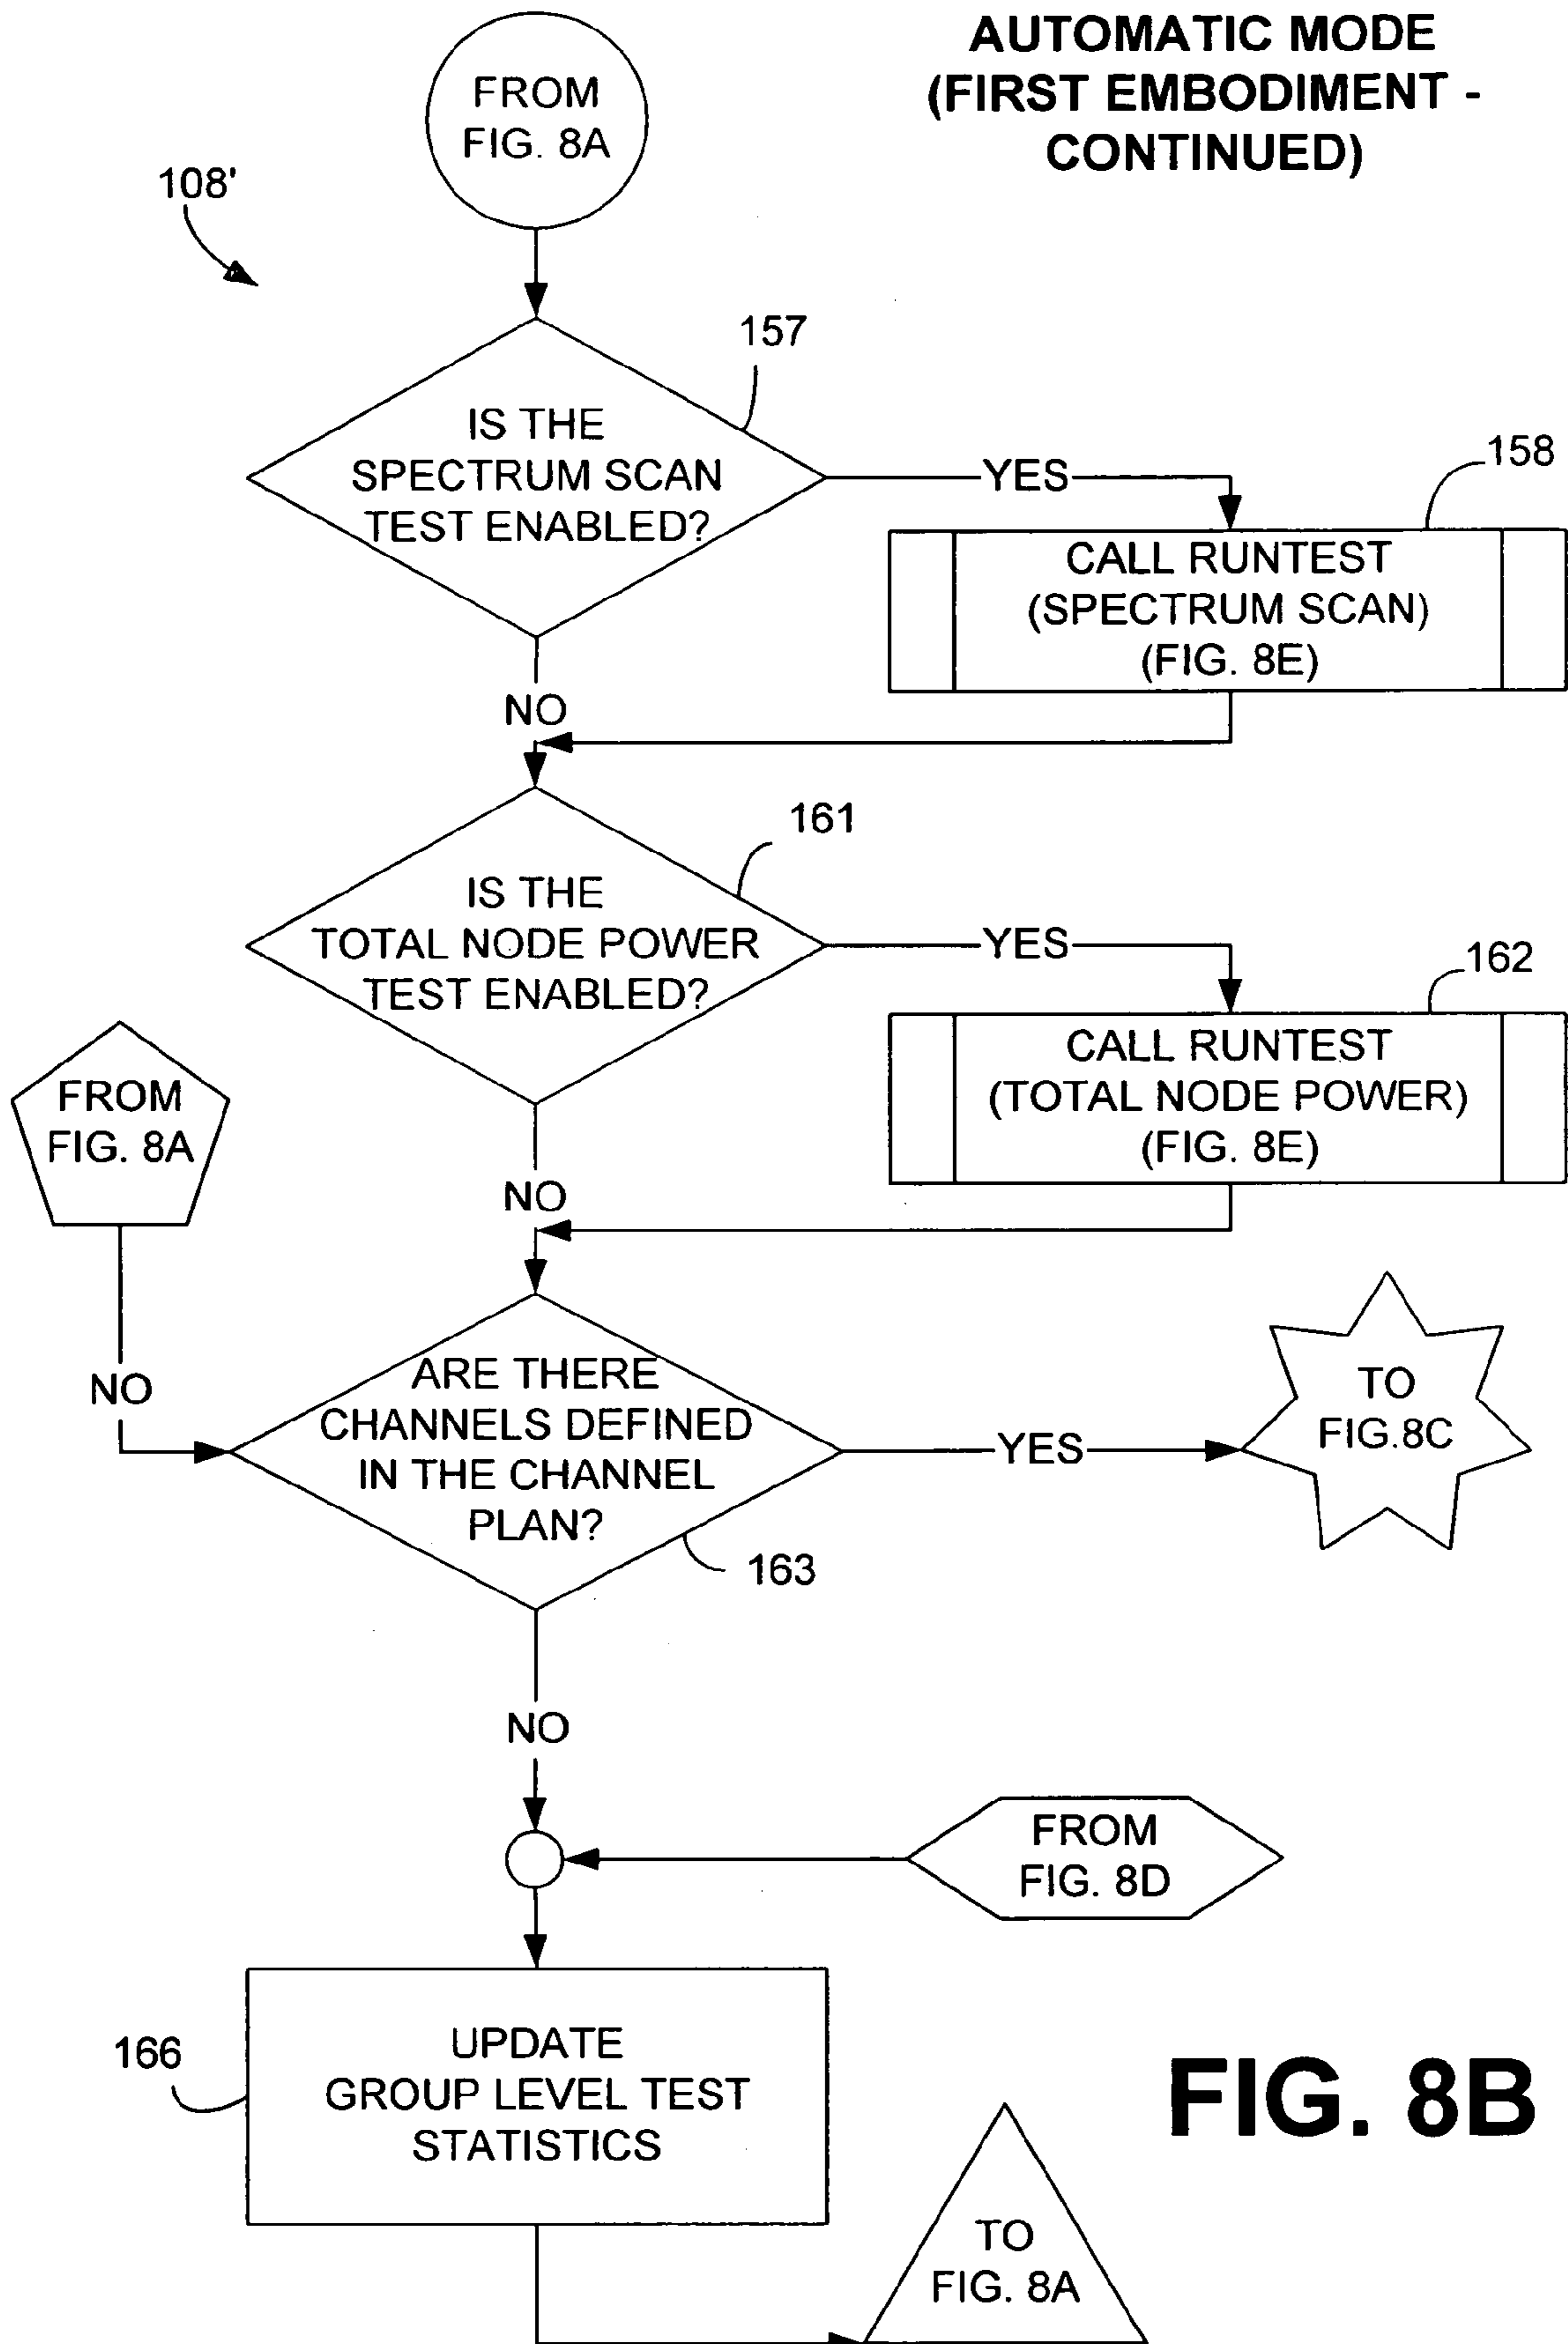 AUTOMATIC MODE
(FIRST EMBODIMENT -
CONTINUED)
FROM
FIG. 8A
108'
157
IS THE
SPECTRUM SCAN
TEST ENABLED?
YES
158
CALL RUNTEST
(SPECTRUM SCAN)
(FIG. 8E)
NO
161
IS THE
TOTAL NODE POWER
TEST ENABLED?
YES
162
CALL RUNTEST
(TOTAL NODE POWER)
(FIG. 8E)
FROM
FIG. 8A
NO
NO
ARE THERE
CHANNELS DEFINED
IN THE CHANNEL
PLAN?
YES
TO
FIG.8C
163
NO
FROM
FIG. 8D
166
UPDATE
GROUP LEVEL TEST
STATISTICS
FIG. 8B
TO
FIG. 8A